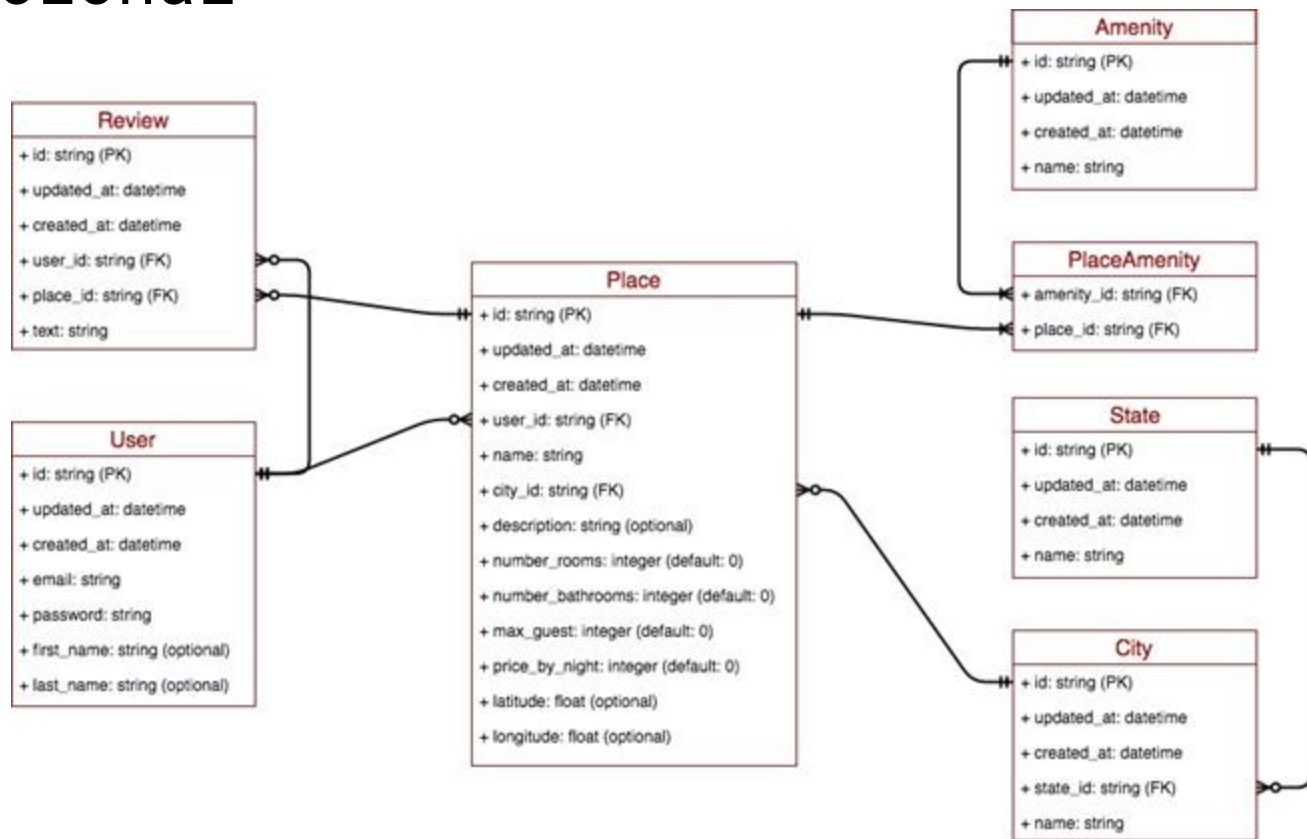 Review
+ id: string (PK)
+ updated_at: datetime
+ created_at: datetime
+ user_id: string (FK)
+ place_id: string (FK)
+ text: string
User
+ id: string (PK)
+ updated_at: datetime
+ created_at: datetime
+ email: string
+ password: string
+ first_name: string (optional)
+ last_name: string (optional)
Place
+ id: string (PK)
+ updated_at: datetime
+ created_at: datetime
+ user_id: string (FK)
+ name: string
+ city_id: string (FK)
+ description: string (optional)
+ number_rooms: integer (default: 0)
+ number_bathrooms: integer (default: 0)
+ max_guest: integer (default: 0)
+ price_by_night: integer (default: 0)
+ latitude: float (optional)
+ longitude: float (optional)
Amenity
+ id: string (PK)
+ updated_at: datetime
+ created_at: datetime
+ name: string
PlaceAmenity
+ amenity_id: string (FK)
+ place_id: string (FK)
State
+ id: string (PK)
+ updated_at: datetime
+ created_at: datetime
+ name: string
City
+ id: string (PK)
+ updated_at: datetime
+ created_at: datetime
+ state_id: string (FK)
+ name: string